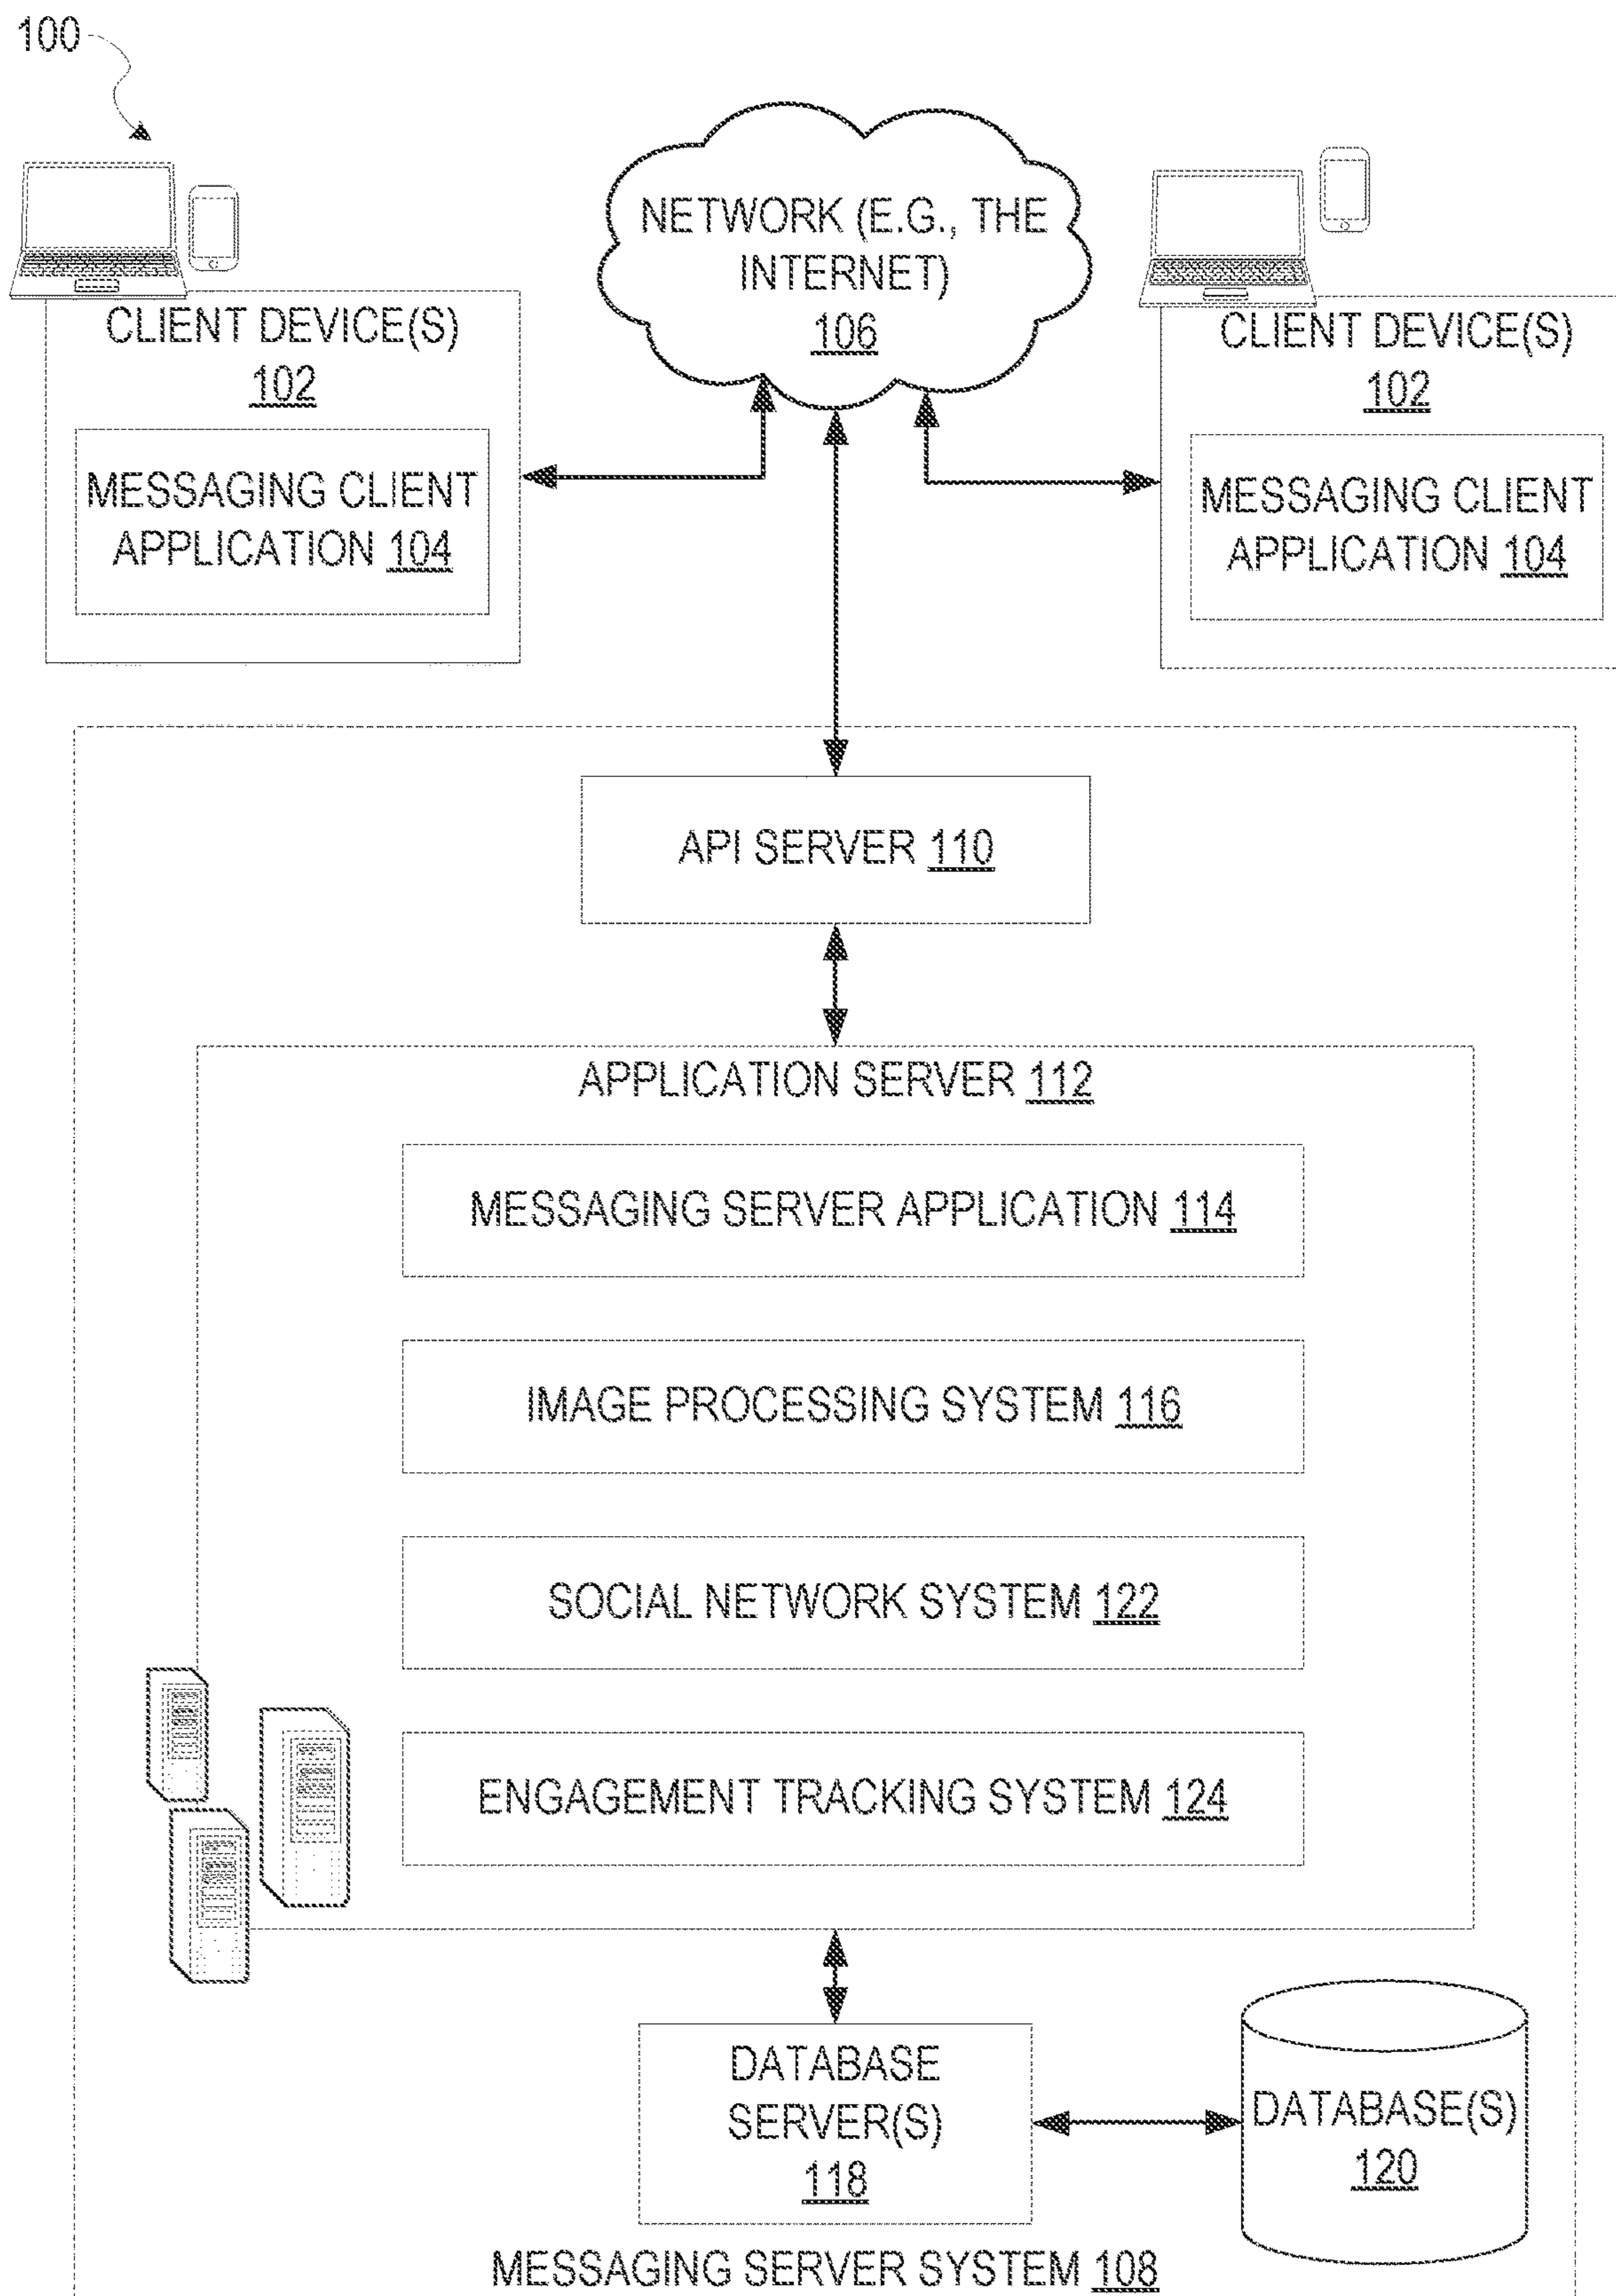 100
NETWORK (E.G., THE
INTERNET)
106
CLIENT DEVICE(S)
102
MESSAGING CLIENT
APPLICATION 104
CLIENT DEVICE(S)
102
MESSAGING CLIENT
APPLICATION 104
API SERVER 110
APPLICATION SERVER 112
MESSAGING SERVER APPLICATION 114
IMAGE PROCESSING SYSTEM 116
SOCIAL NETWORK SYSTEM 122
ENGAGEMENT TRACKING SYSTEM 124
DATABASE
SERVER(S)
118
DATABASE(S)
120
MESSAGING SERVER SYSTEM 108